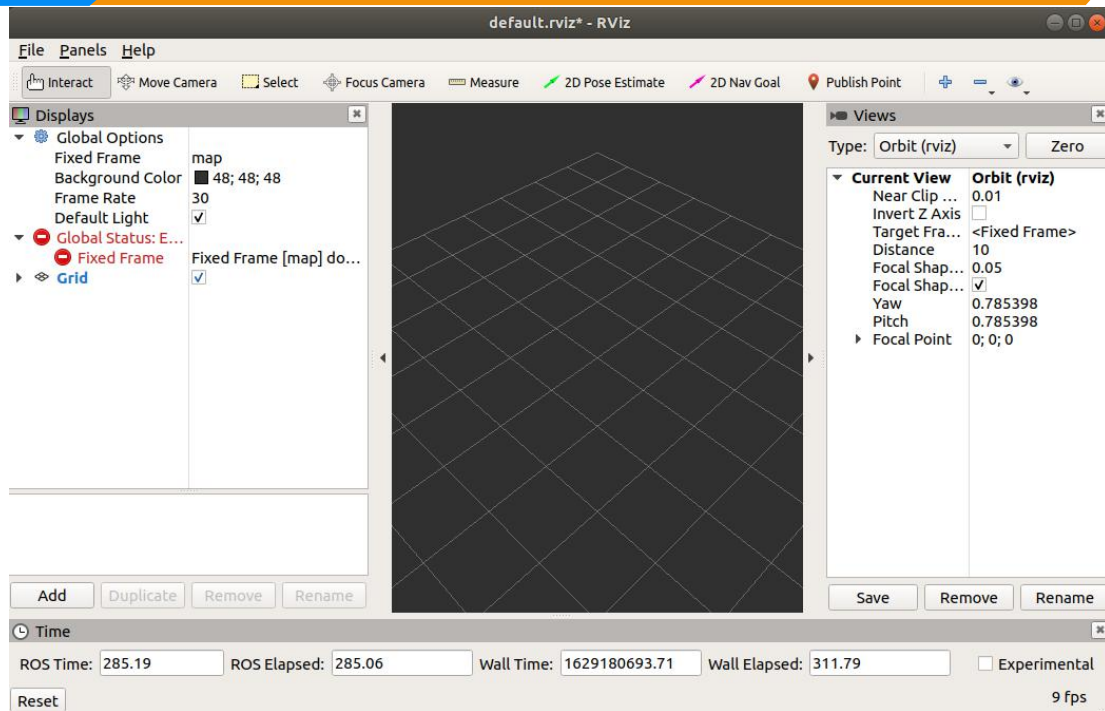 default.rviz* - RViz
File Panels Help
Interact Move Camera Select Focus Camera Measure 2D Pose Estimate 2D Nav Goal Publish Point
Displays
Global Options
Fixed Frame map
Background Color 48; 48; 48
Frame Rate 30
Default Light
Global Status: E...
Fixed Frame Fixed Frame [map] do...
Grid
Add Duplicate Remove Rename
Views
Type: Orbit (rviz) Zero
Current View Orbit (rviz)
Near Clip ... 0.01
Invert Z Axis
Target Fra... <Fixed Frame>
Distance 10
Focal Shap... 0.05
Focal Shap...
Yaw 0.785398
Pitch 0.785398
Focal Point 0; 0; 0
Save Remove Rename
Time
ROS Time: 285.19 ROS Elapsed: 285.06 Wall Time: 1629180693.71 Wall Elapsed: 311.79 Experimental
Reset 9 fps